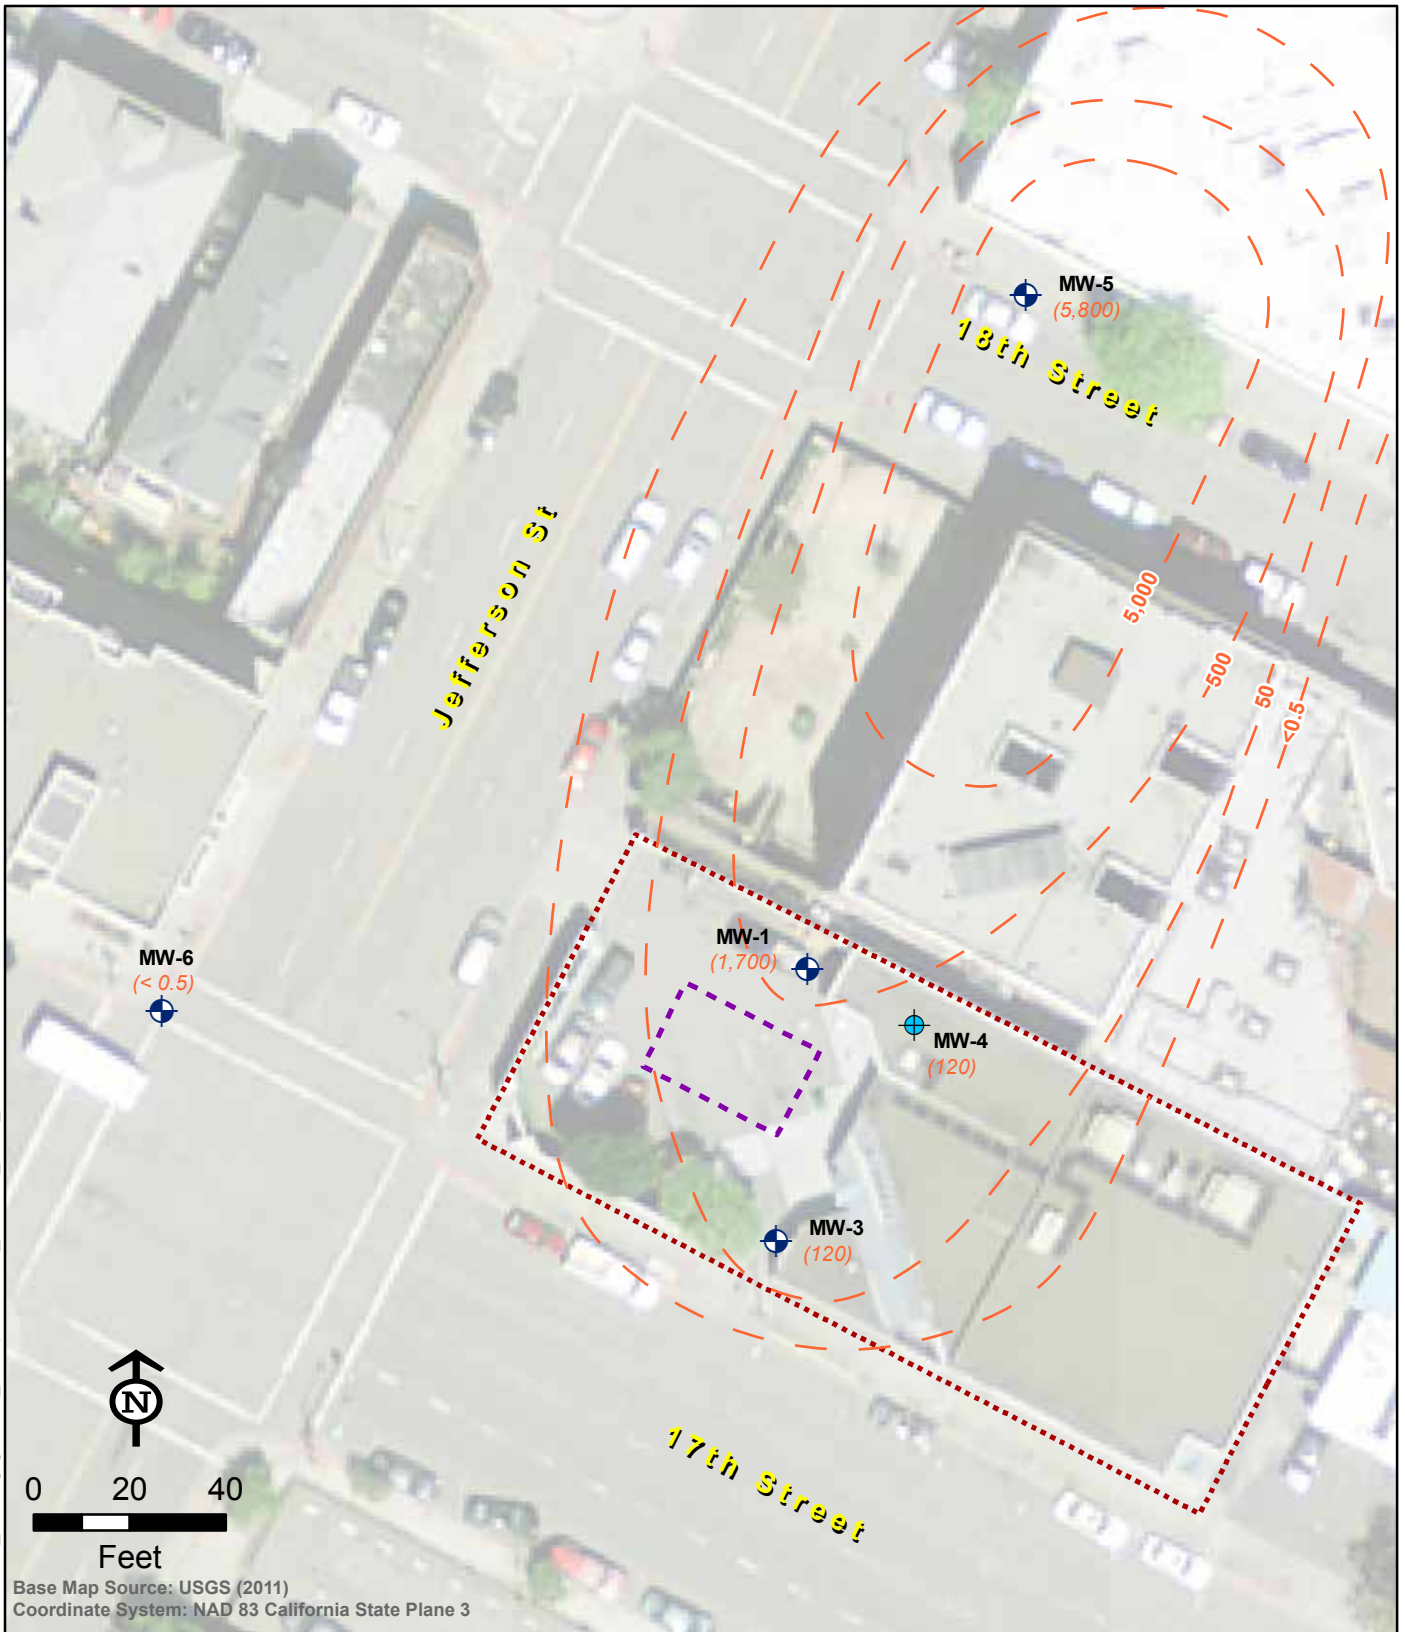 MW-5
(5,800)
18th Street
Jefferson St
5,000
500
50
<0.5
MW-1
(1,700)
MW-6
(< 0.5)
MW-4
(120)
MW-3
(120)
17th Street
N
0 20 40
Feet
Base Map Source: USGS (2011)
Coordinate System: NAD 83 California State Plane 3